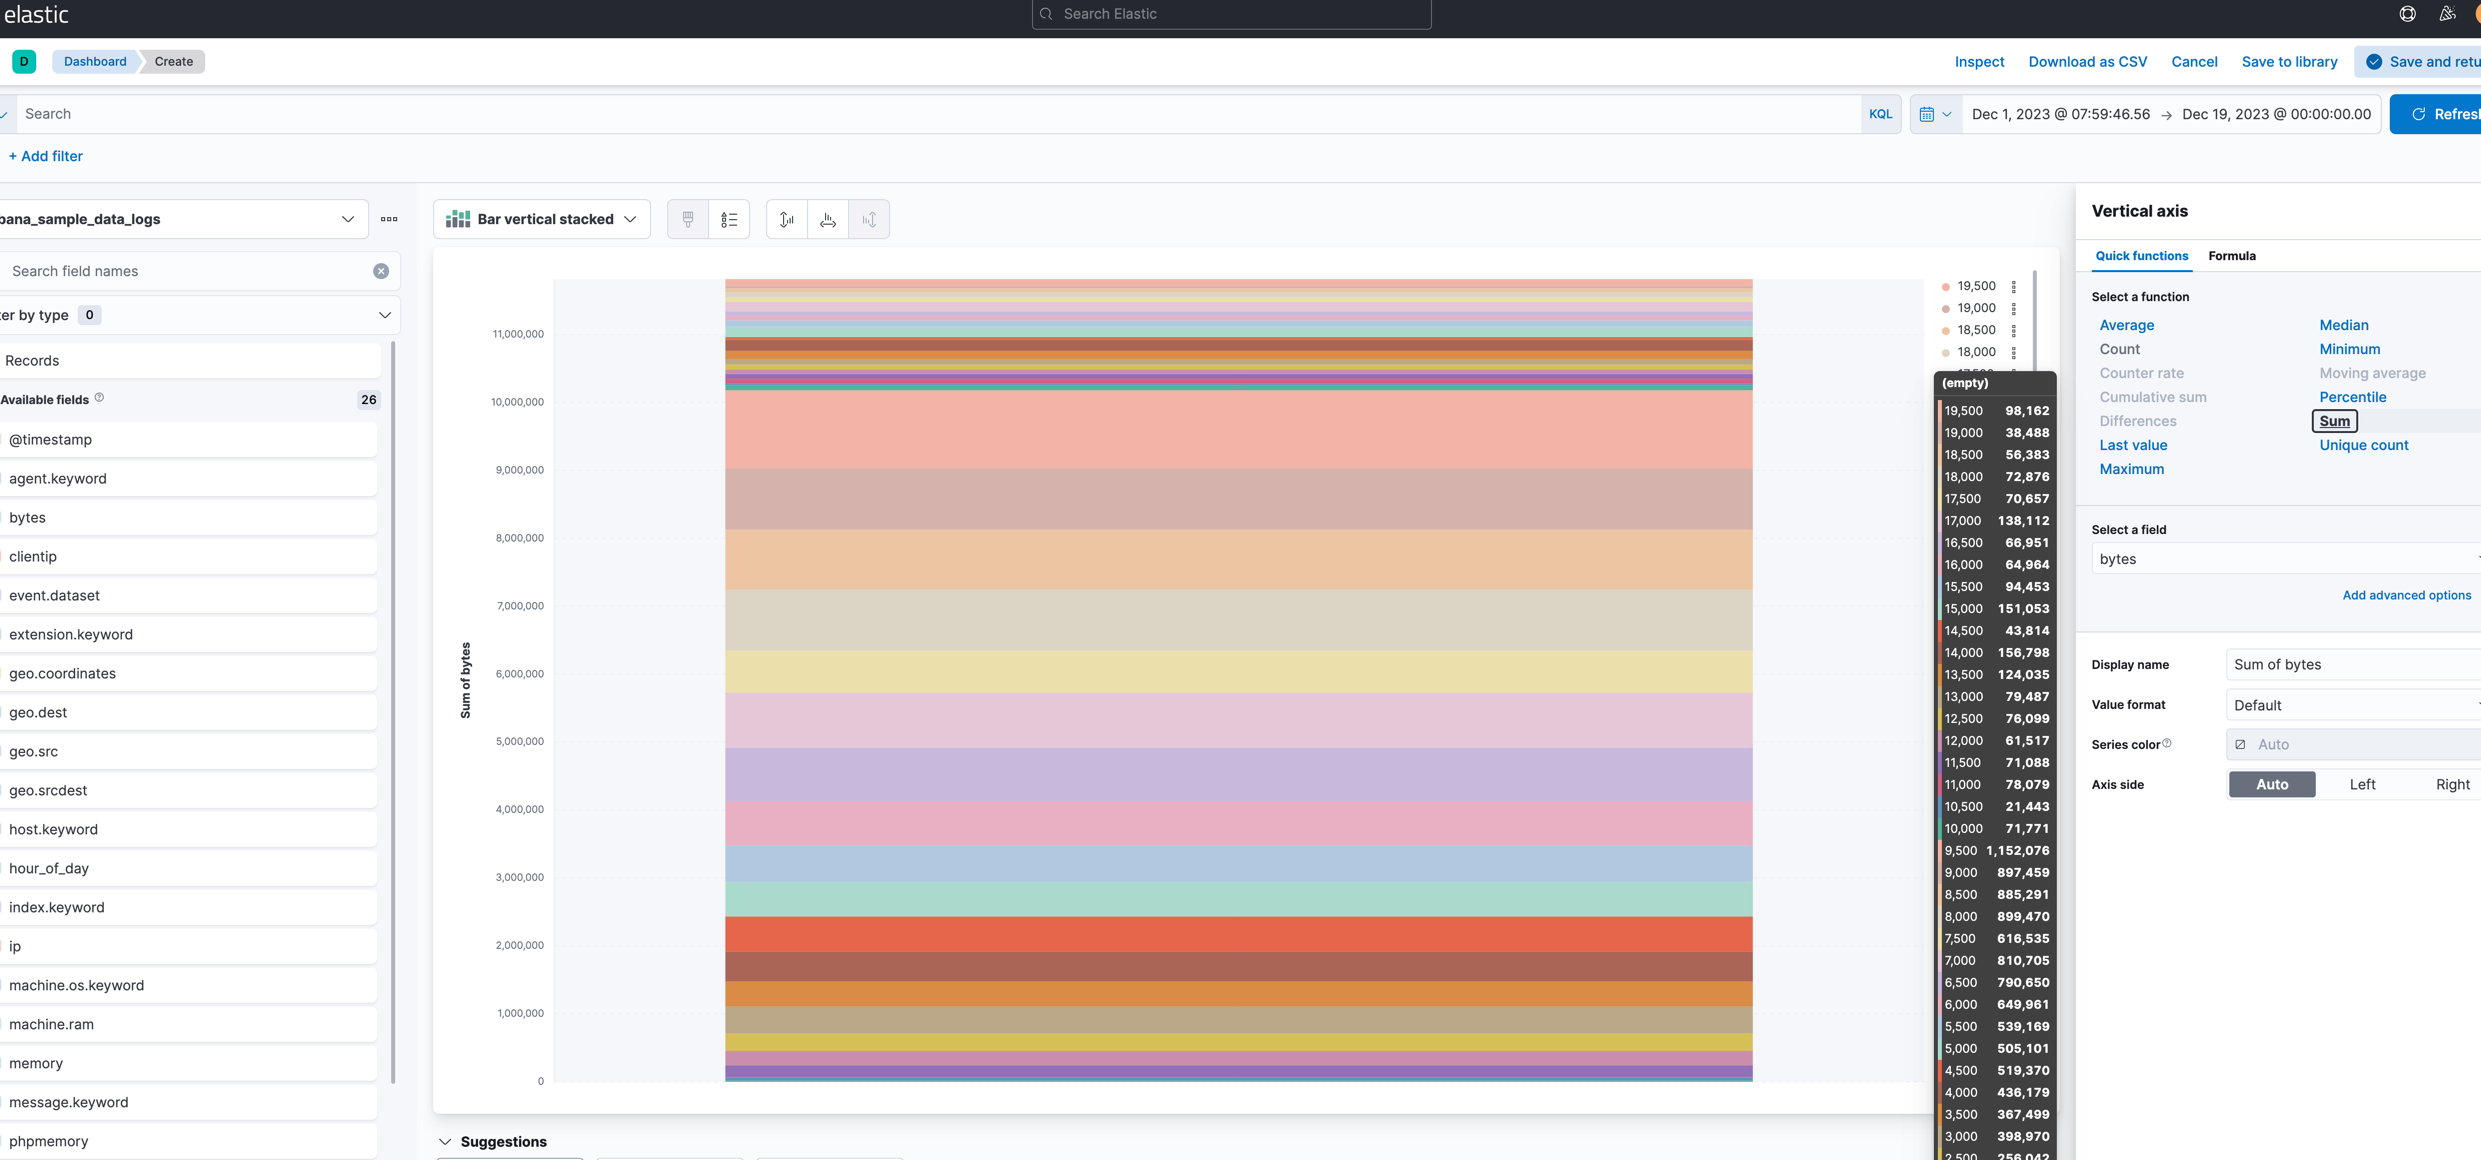 elastic
Search Elastic
D
Dashboard
Create
Inspect
Download as CSV
Cancel
Save to library
Save and retu
Search
KQL
Dec 1, 2023 @ 07:59:46.56 → Dec 19, 2023 @ 00:00:00.00
Refres
+ Add filter
bana_sample_data_logs
Search field names
er by type 0
Records
Available fields 26
@timestamp
agent.keyword
bytes
clientip
event.dataset
extension.keyword
geo.coordinates
geo.dest
geo.src
geo.srcdest
host.keyword
hour_of_day
index.keyword
ip
machine.os.keyword
machine.ram
memory
message.keyword
phpmemory
Bar vertical stacked
Sum of bytes
11,000,000
10,000,000
9,000,000
8,000,000
7,000,000
6,000,000
5,000,000
4,000,000
3,000,000
2,000,000
1,000,000
0
19,500
19,000
18,500
18,000
(empty)
19,500 98,162
19,000 38,488
18,500 56,383
18,000 72,876
17,500 70,657
17,000 138,112
16,500 66,951
16,000 64,964
15,500 94,453
15,000 151,053
14,500 43,814
14,000 156,798
13,500 124,035
13,000 79,487
12,500 76,099
12,000 61,517
11,500 71,088
11,000 78,079
10,500 21,443
10,000 71,771
9,500 1,152,076
9,000 897,459
8,500 885,291
8,000 899,470
7,500 616,535
7,000 810,705
6,500 790,650
6,000 649,961
5,500 539,169
5,000 505,101
4,500 519,370
4,000 436,179
3,500 367,499
3,000 398,970
2,500 256,042
Suggestions
Vertical axis
Quick functions
Formula
Select a function
Average
Median
Count
Minimum
Counter rate
Moving average
Cumulative sum
Percentile
Differences
Sum
Last value
Unique count
Maximum
Select a field
bytes
Add advanced options
Display name
Sum of bytes
Value format
Default
Series color
Auto
Axis side
Auto
Left
Right